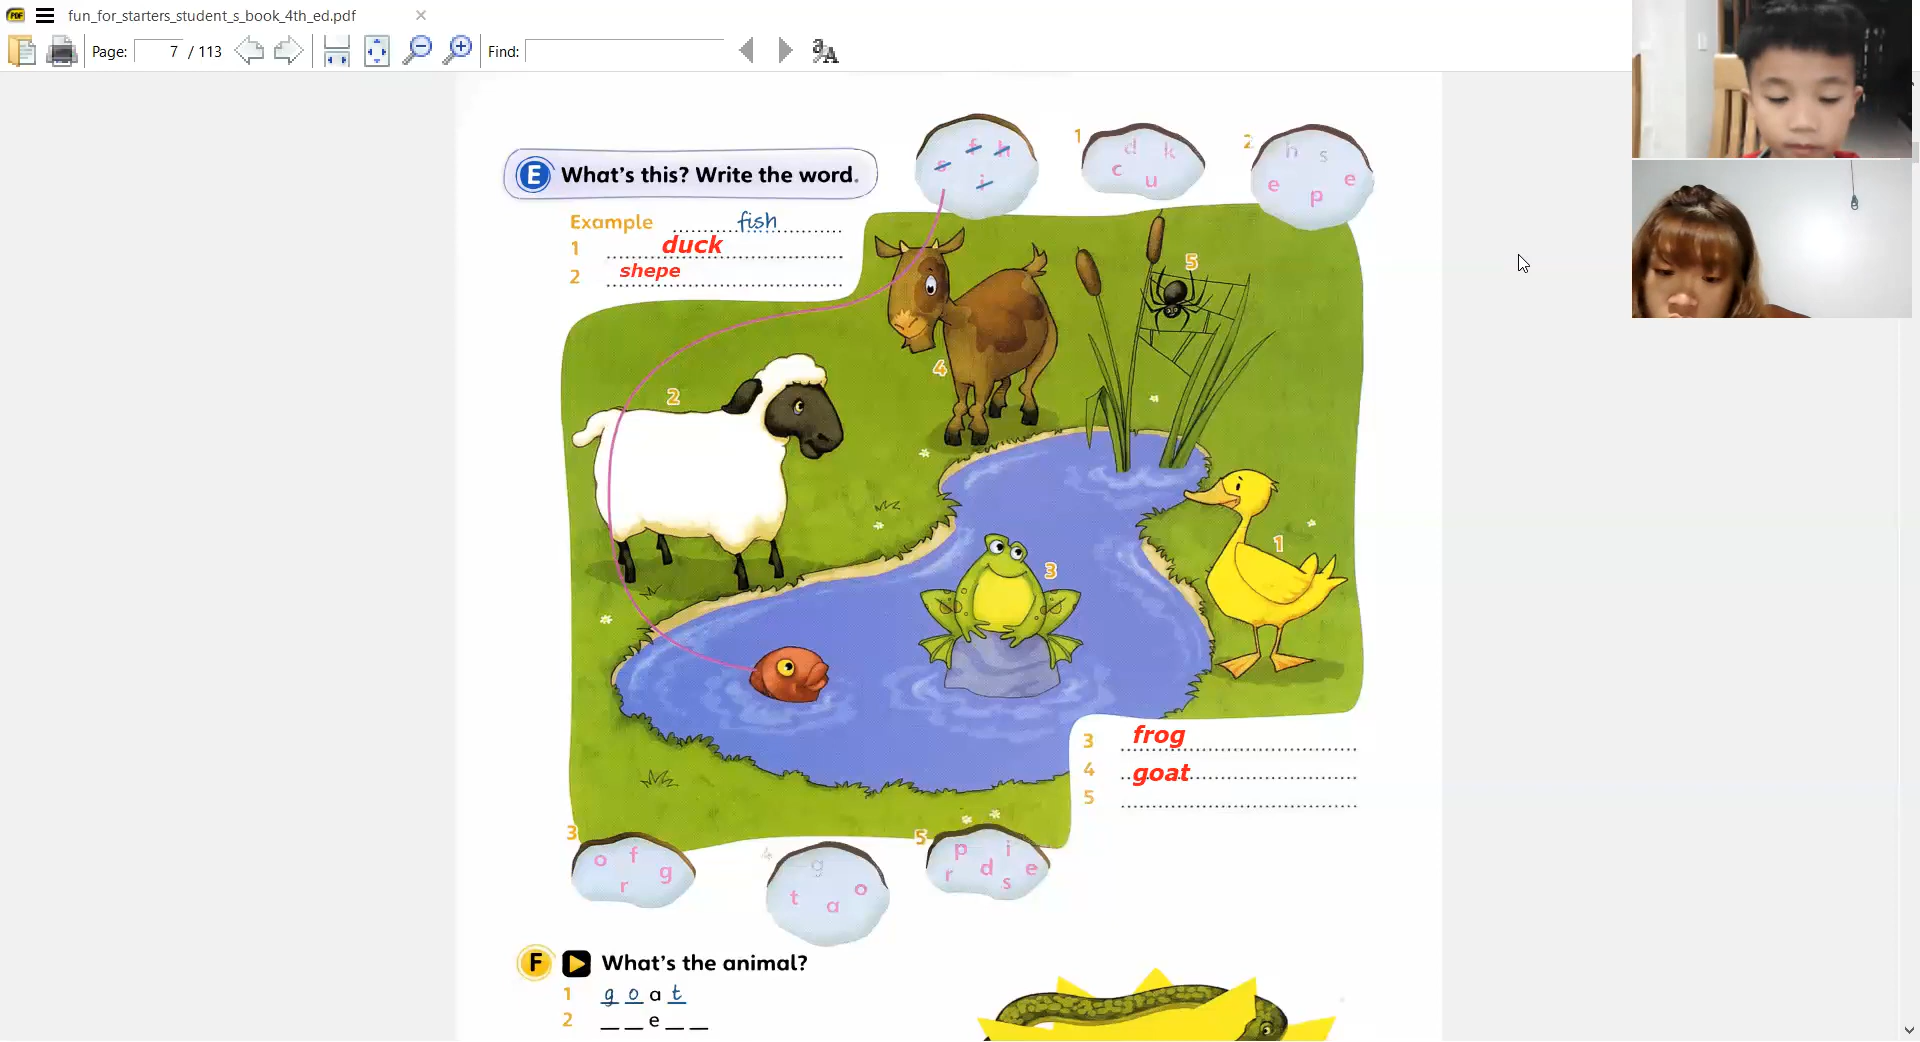 fun_for_starters_student_s_book_4th_ed.pdf
Page: 7 / 113 Find:
E What's this? Write the word.
s f h i
1 d k c u
2 h s e p e
Example fish
1 duck
2 shepe
5
4
2
3
1
3 frog
4 goat
5
3 o f r g
4 g t a o
5 p i r d s e
F What's the animal?
1 g o a t
2 _ _ e _ _